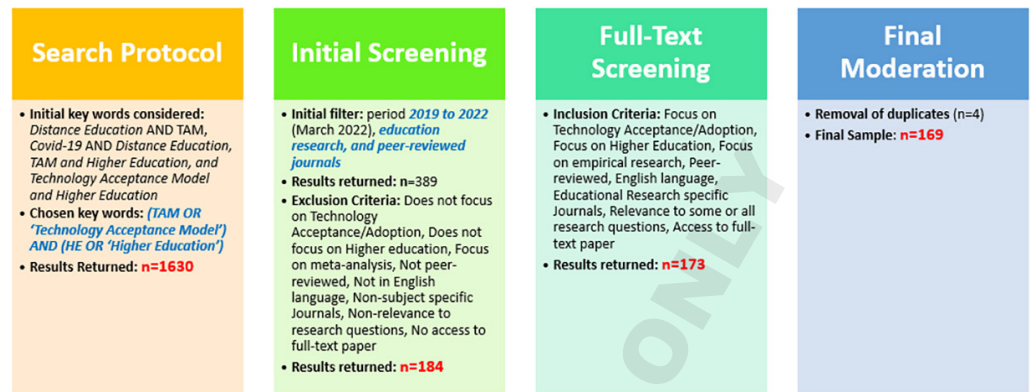 Search Protocol
• Initial key words considered:
Distance Education AND TAM,
Covid-19 AND Distance Education,
TAM and Higher Education, and
Technology Acceptance Model
and Higher Education
• Chosen key words: (TAM OR
‘Technology Acceptance Model’)
AND (HE OR ‘Higher Education’)
• Results Returned: n=1630
Initial Screening
• Initial filter: period 2019 to 2022
(March 2022), education
research, and peer-reviewed
journals
• Results returned: n=389
• Exclusion Criteria: Does not focus
on Technology
Acceptance/Adoption, Does not
focus on Higher education, Focus
on meta-analysis, Not peer-
reviewed, Not in English
language, Non-subject specific
Journals, Non-relevance to
research questions, No access to
full-text paper
• Results returned: n=184
Full-Text
Screening
• Inclusion Criteria: Focus on
Technology Acceptance/Adoption,
Focus on Higher Education, Focus
on empirical research, Peer-
reviewed, English language,
Educational Research specific
Journals, Relevance to some or all
research questions, Access to full-
text paper
• Results returned: n=173
Final
Moderation
• Removal of duplicates (n=4)
• Final Sample: n=169
ONLY